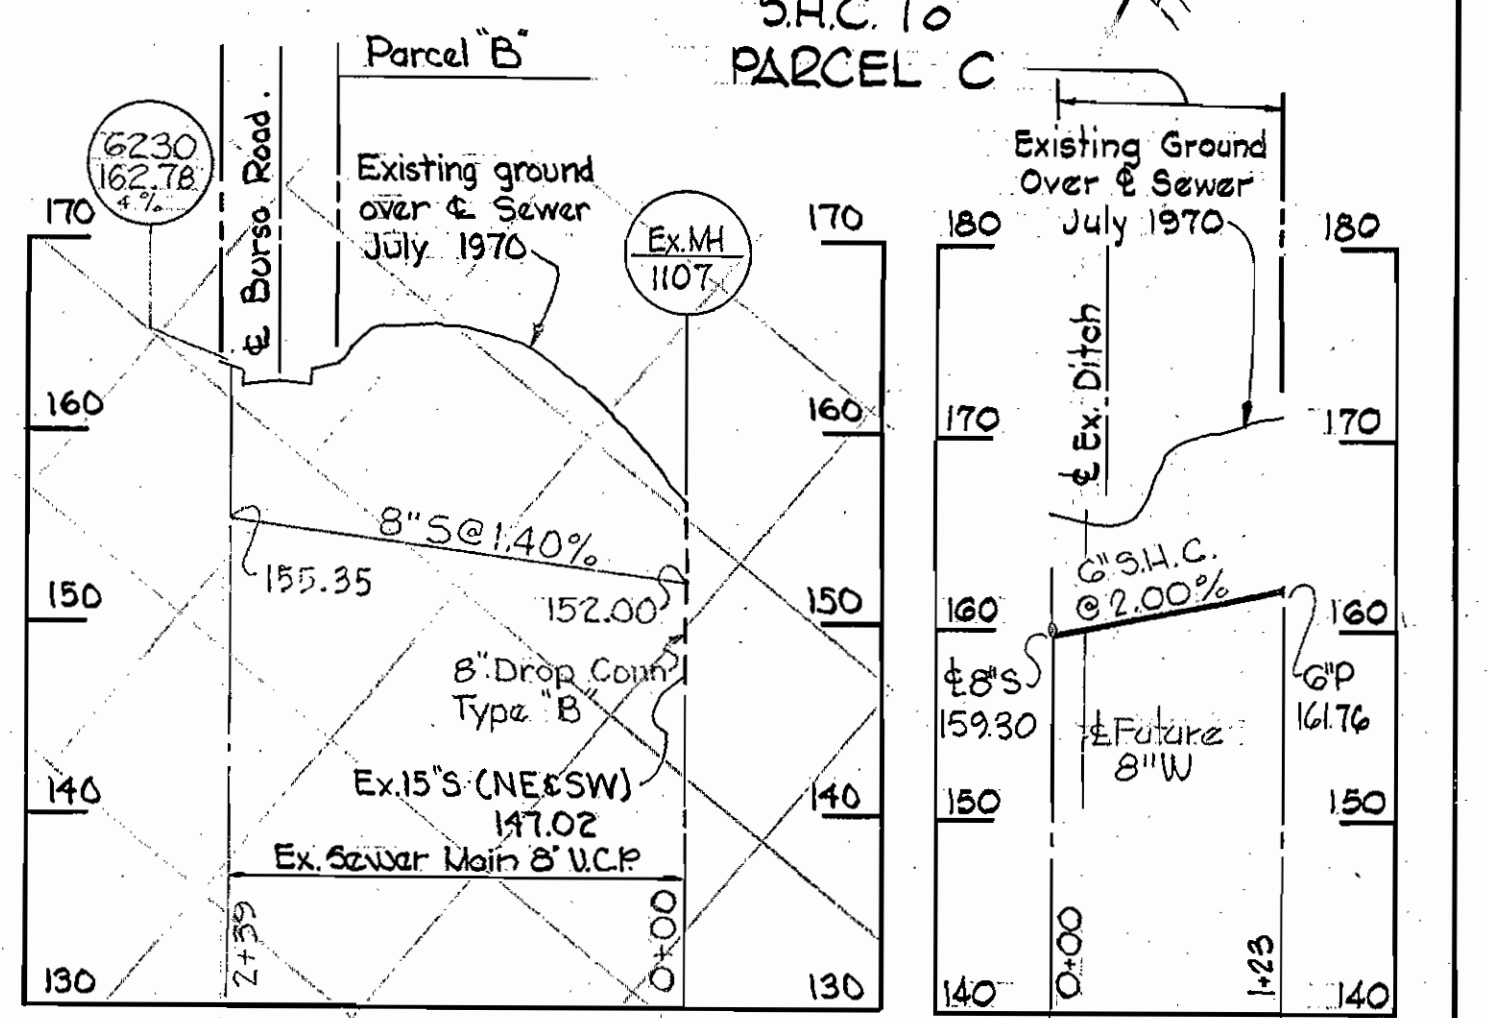 S.H.C. To
PARCEL C
Parcel "B"
6230
162.78
4%
℄ Burso Road.
Existing ground
over ℄ Sewer
July 1970
Ex.MH
1107
170
160
150
140
130
170
160
150
140
130
8"S@1.40%
155.35
152.00
8" Drop Conn
Type "B"
Ex.15"S (NE&SW)
147.02
Ex. Sewer Main 8" V.C.P.
2+39
0+00
Existing Ground
Over ℄ Sewer
July 1970
℄ Ex. Ditch
180
170
160
150
140
180
170
160
150
140
6"S.H.C.
@2.00%
℄8"S
159.30
6"P
161.76
℄Future
8"W
0+00
1+23